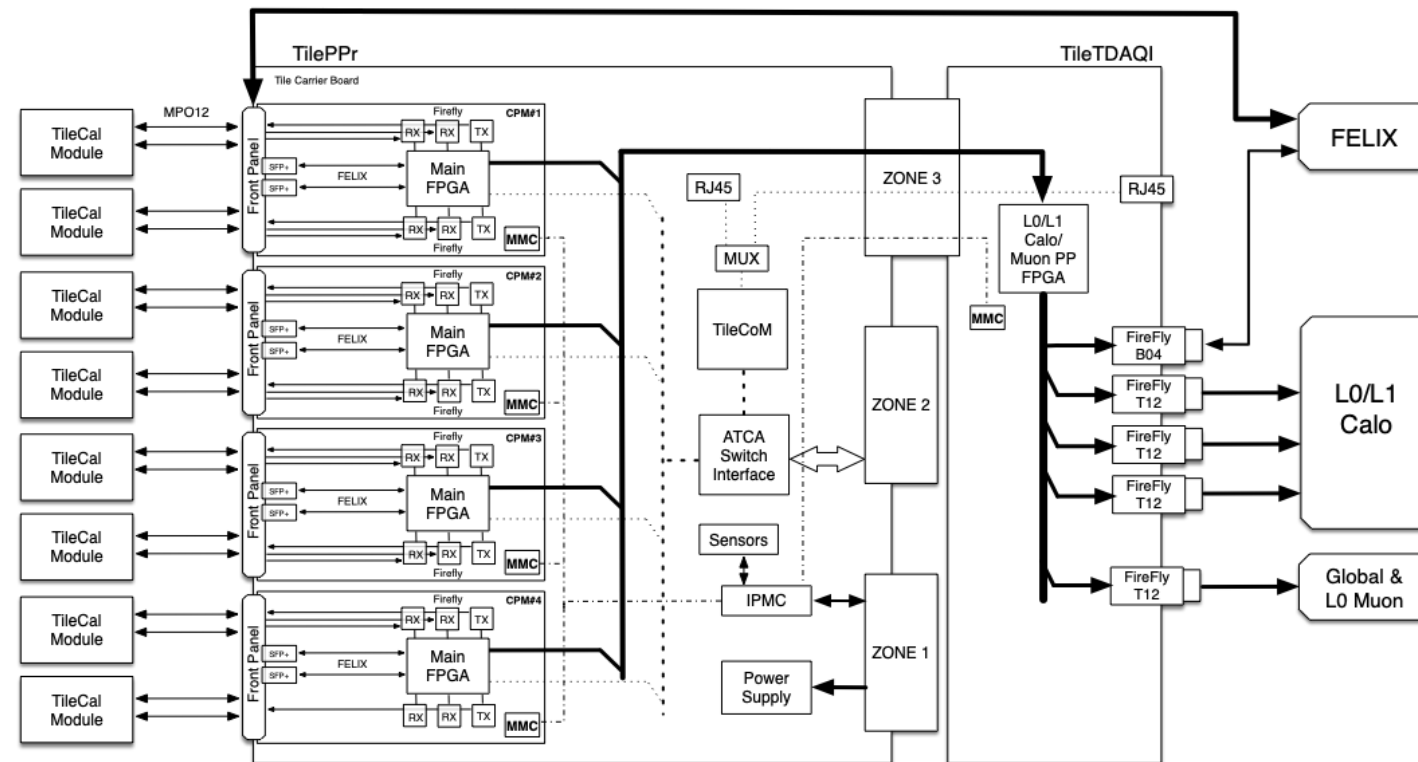 TilePPr
TileTDAQI
Tile Carrier Board
MPO12
TileCal
Module
TileCal
Module
TileCal
Module
TileCal
Module
TileCal
Module
TileCal
Module
TileCal
Module
TileCal
Module
Front Panel
Firefly
CPM#1
RX
RX
TX
SFP+
SFP+
FELIX
Main
FPGA
RX
RX
TX
Firefly
MMC
Front Panel
Firefly
CPM#2
RX
RX
TX
SFP+
SFP+
FELIX
Main
FPGA
RX
RX
TX
Firefly
MMC
Front Panel
Firefly
CPM#3
RX
RX
TX
SFP+
SFP+
FELIX
Main
FPGA
RX
RX
TX
Firefly
MMC
Front Panel
Firefly
CPM#4
RX
RX
TX
SFP+
SFP+
FELIX
Main
FPGA
RX
RX
TX
MMC
RJ45
MUX
TileCoM
ATCA
Switch
Interface
Sensors
IPMC
Power
Supply
ZONE 3
ZONE 2
ZONE 1
RJ45
L0/L1
Calo/
Muon PP
FPGA
MMC
FireFly
B04
FireFly
T12
FireFly
T12
FireFly
T12
FireFly
T12
FELIX
L0/L1
Calo
Global &
L0 Muon